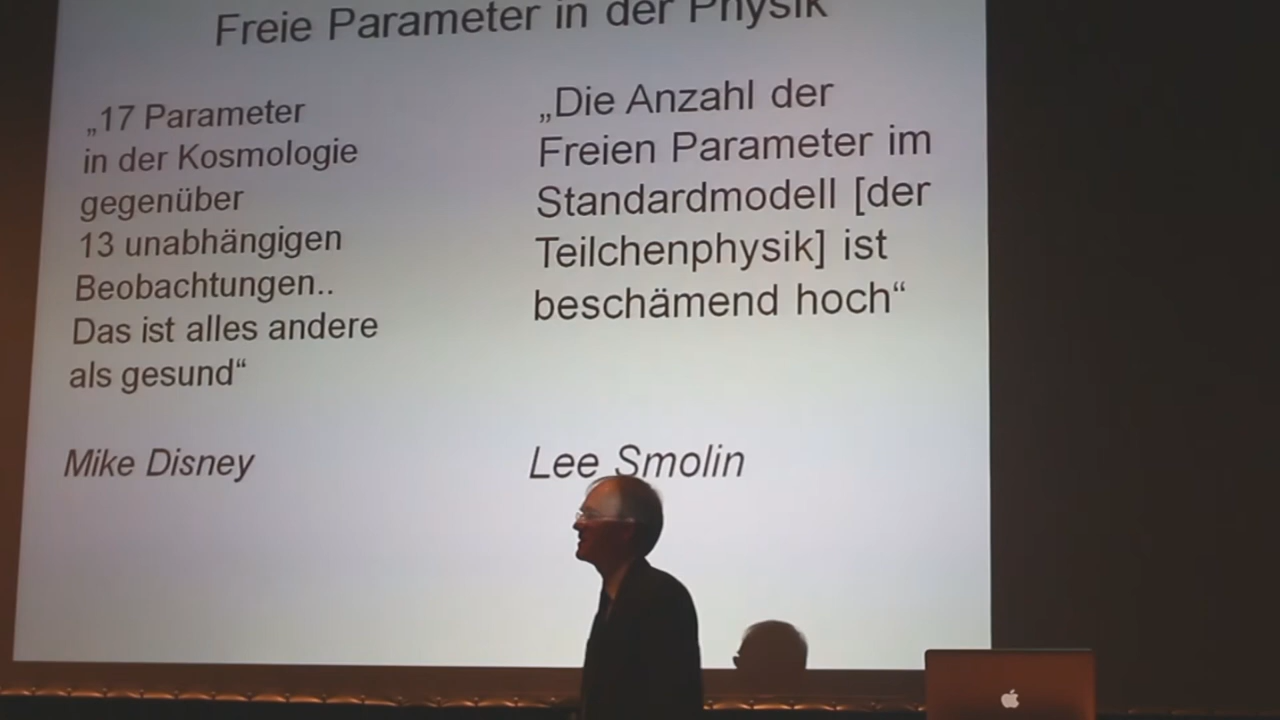 Freie Parameter in der Physik
„17 Parameter
in der Kosmologie
gegenüber
13 unabhängigen
Beobachtungen..
Das ist alles andere
als gesund“
Mike Disney
„Die Anzahl der
Freien Parameter im
Standardmodell [der
Teilchenphysik] ist
beschämend hoch“
Lee Smolin